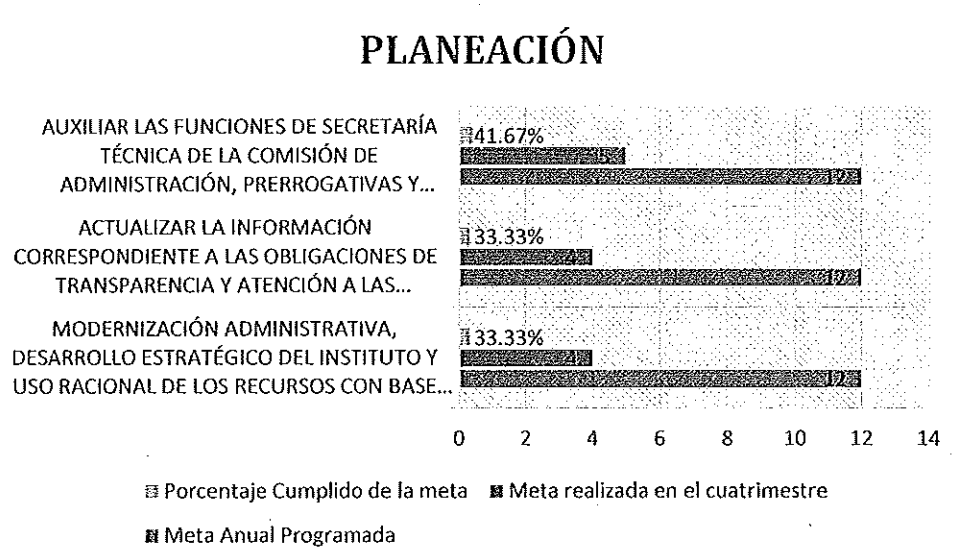 PLANEACIÓN
AUXILIAR LAS FUNCIONES DE SECRETARÍA
TÉCNICA DE LA COMISIÓN DE
ADMINISTRACIÓN, PRERROGATIVAS Y...
41.67%
5
12
ACTUALIZAR LA INFORMACIÓN
CORRESPONDIENTE A LAS OBLIGACIONES DE
TRANSPARENCIA Y ATENCIÓN A LAS...
33.33%
4
12
MODERNIZACIÓN ADMINISTRATIVA,
DESARROLLO ESTRATÉGICO DEL INSTITUTO Y
USO RACIONAL DE LOS RECURSOS CON BASE...
33.33%
4
12
0 2 4 6 8 10 12 14
Porcentaje Cumplido de la meta Meta realizada en el cuatrimestre
Meta Anual Programada